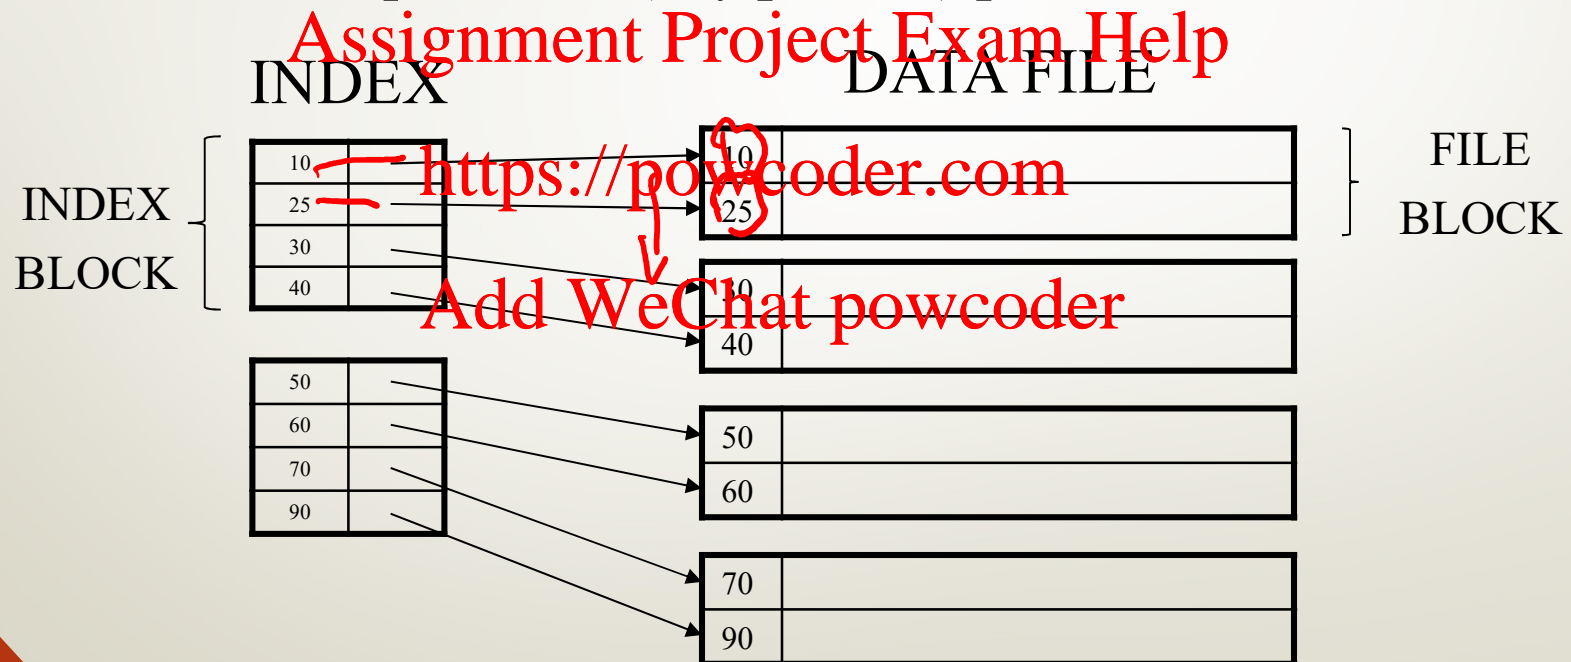 Assignment Project Exam Help
INDEX
DATA FILE
INDEX
BLOCK
10
25
30
40
50
60
70
90
https://powcoder.com
Add WeChat powcoder
10
25
30
40
50
60
70
90
FILE
BLOCK